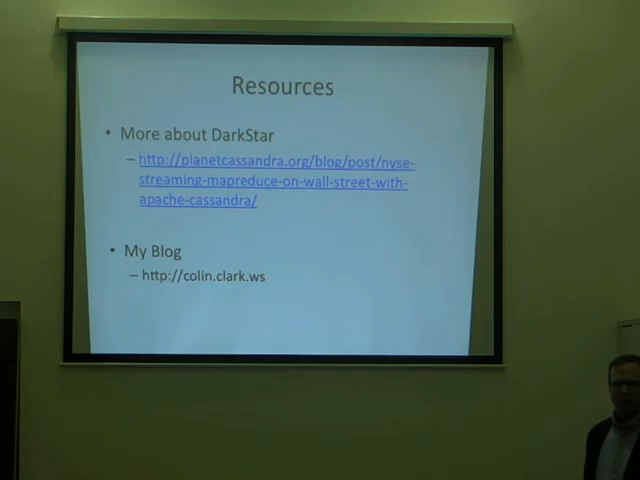 Resources
• More about DarkStar
– http://planetcassandra.org/blog/post/nyse-
streaming-mapreduce-on-wall-street-with-
apache-cassandra/
• My Blog
– http://colin.clark.ws